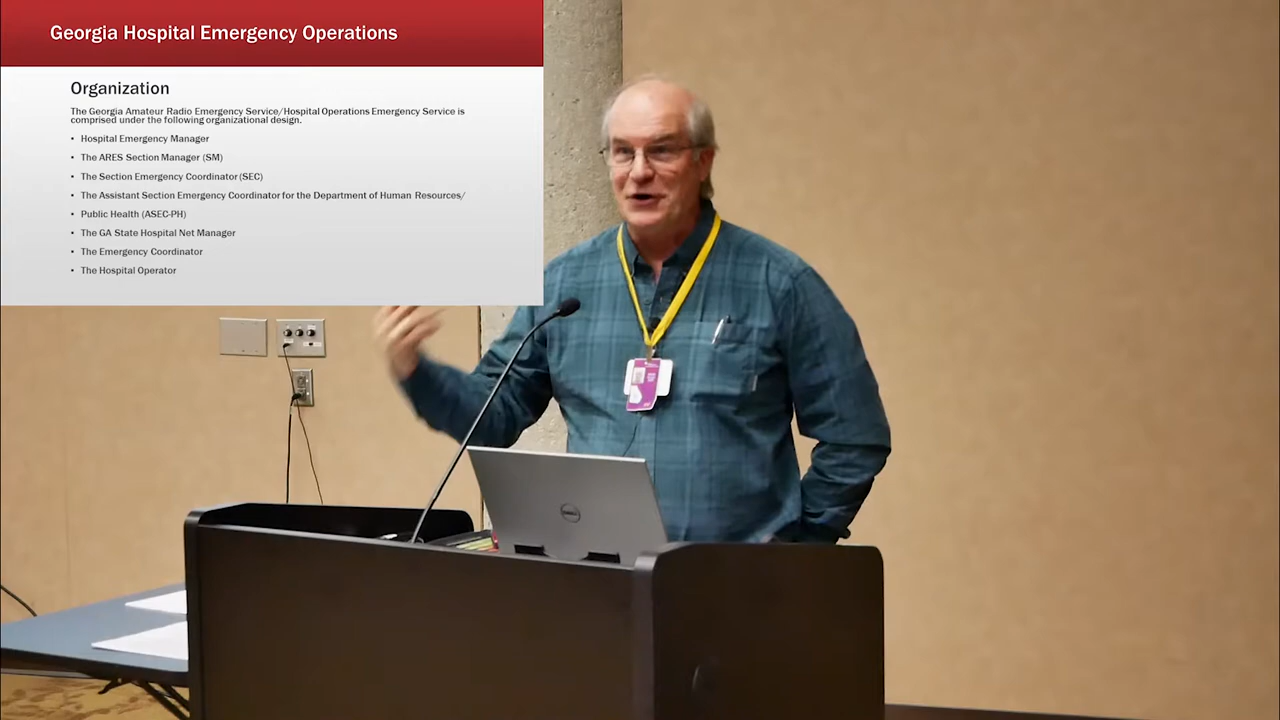 Georgia Hospital Emergency Operations
Organization
The Georgia Amateur Radio Emergency Service/Hospital Operations Emergency Service is
comprised under the following organizational design.
• Hospital Emergency Manager
• The ARES Section Manager (SM)
• The Section Emergency Coordinator (SEC)
• The Assistant Section Emergency Coordinator for the Department of Human Resources/
• Public Health (ASEC-PH)
• The GA State Hospital Net Manager
• The Emergency Coordinator
• The Hospital Operator
DELL